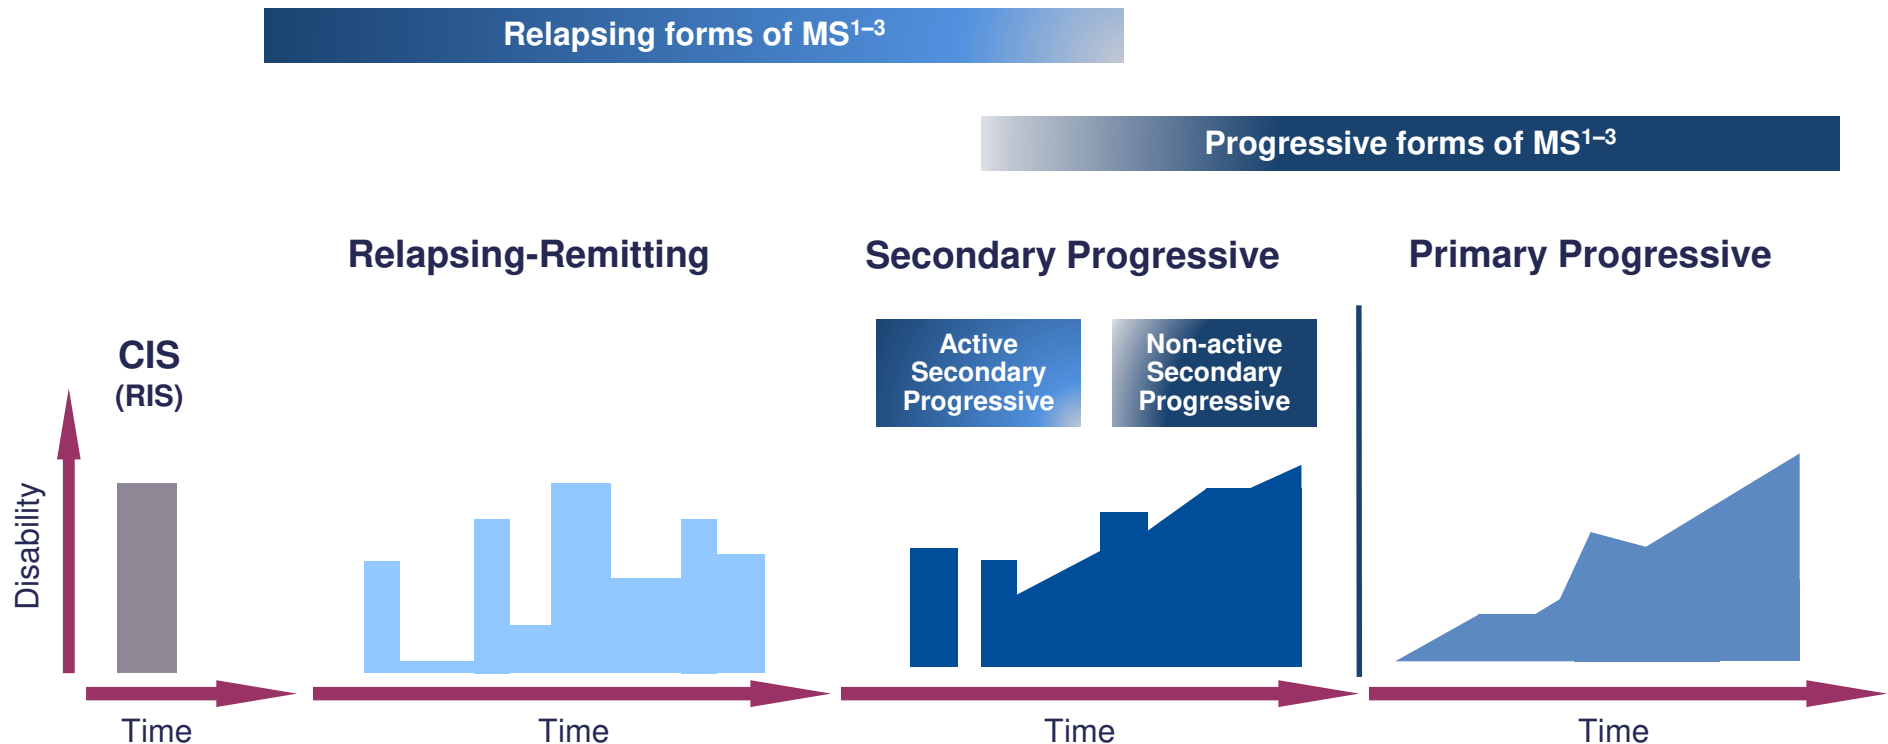 Relapsing forms of MS¹⁻³
Progressive forms of MS¹⁻³
Relapsing-Remitting
Secondary Progressive
Primary Progressive
CIS
(RIS)
Active
Secondary
Progressive
Non-active
Secondary
Progressive
Disability
Time
Time
Time
Time